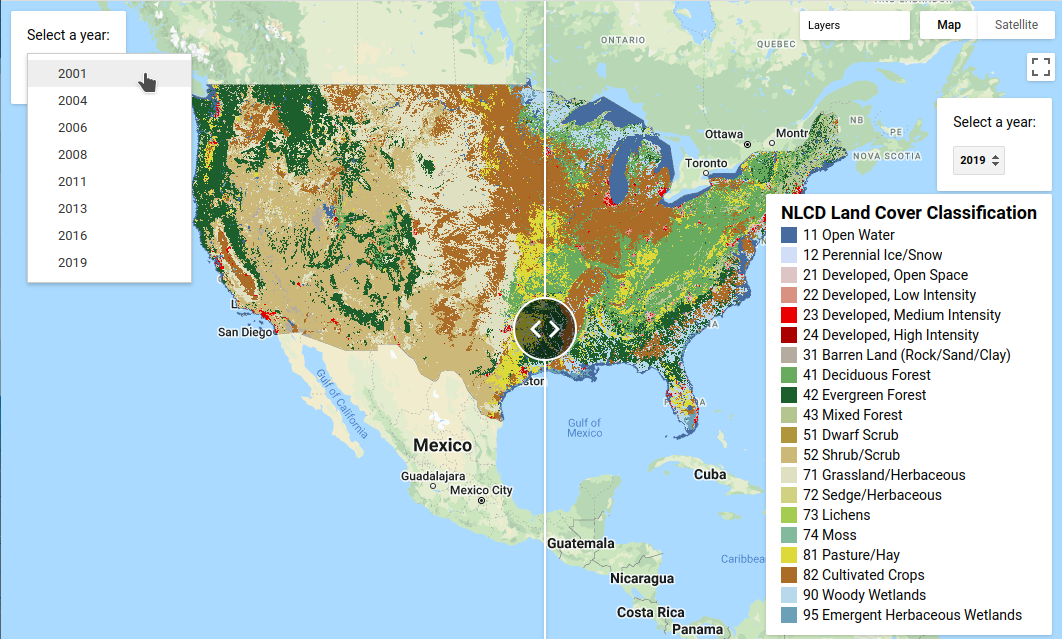 Select a year:
2001
2004
2006
2008
2011
2013
2016
2019
Layers
Map
Satellite
Select a year:
2019
ONTARIO
QUEBEC
NB
PE
NOVA SCOTIA
Ottawa
Montr
Toronto
San Diego
Gulf of California
Gulf of
Mexico
Mexico
Guadalajara
Mexico City
Cuba
Guatemala
Caribbea
Nicaragua
Costa Rica
Panama
NLCD Land Cover Classification
11 Open Water
12 Perennial Ice/Snow
21 Developed, Open Space
22 Developed, Low Intensity
23 Developed, Medium Intensity
24 Developed, High Intensity
31 Barren Land (Rock/Sand/Clay)
41 Deciduous Forest
42 Evergreen Forest
43 Mixed Forest
51 Dwarf Scrub
52 Shrub/Scrub
71 Grassland/Herbaceous
72 Sedge/Herbaceous
73 Lichens
74 Moss
81 Pasture/Hay
82 Cultivated Crops
90 Woody Wetlands
95 Emergent Herbaceous Wetlands